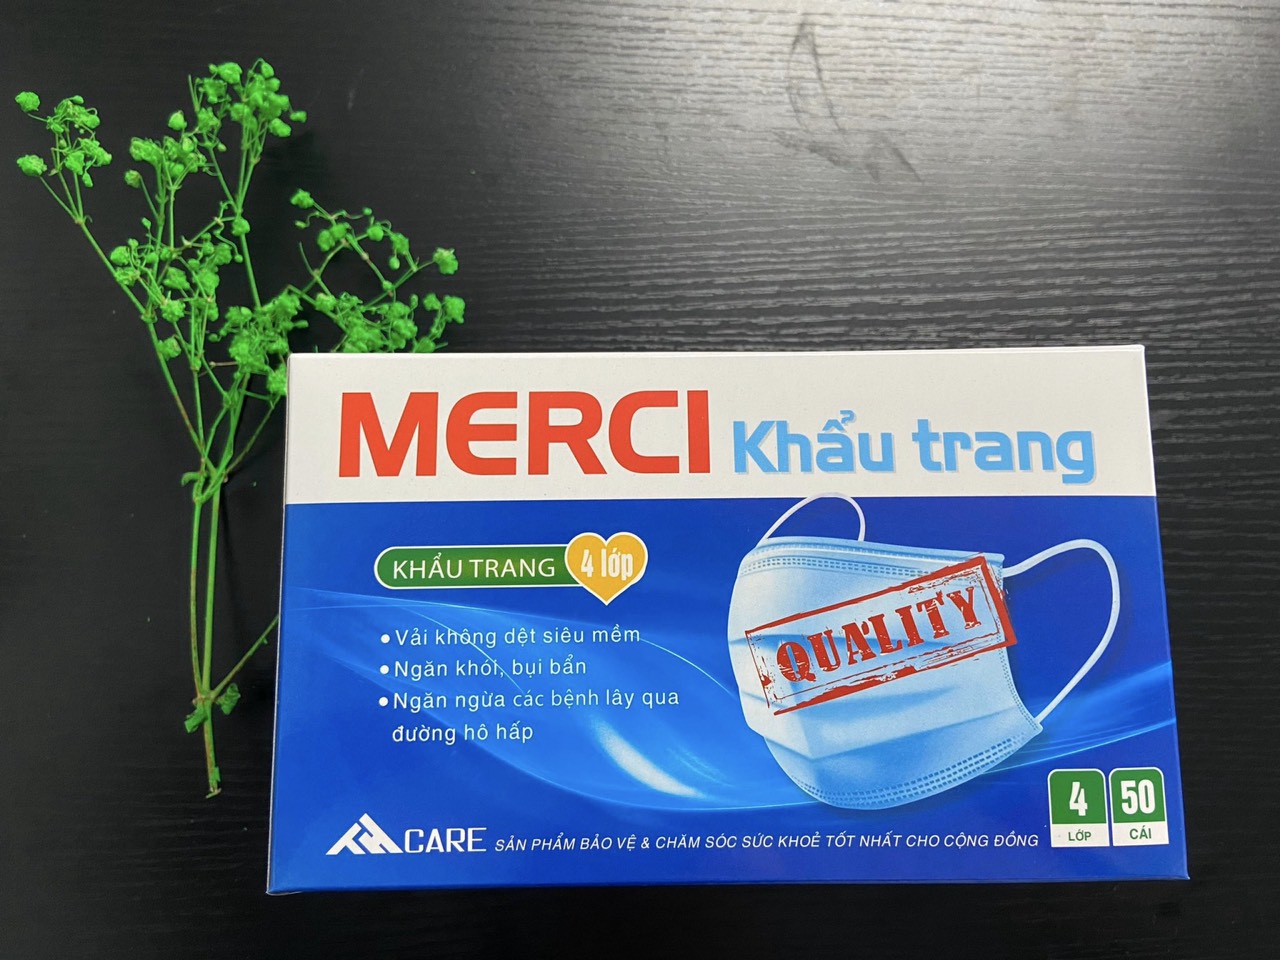 MERCI Khẩu trang
KHẨU TRANG 4 lớp
• Vải không dệt siêu mềm
• Ngăn khói, bụi bẩn
• Ngăn ngừa các bệnh lây qua
đường hô hấp
QUALITY
4 LỚP
50 CÁI
CARE SẢN PHẨM BẢO VỆ & CHĂM SÓC SỨC KHOẺ TỐT NHẤT CHO CỘNG ĐỒNG